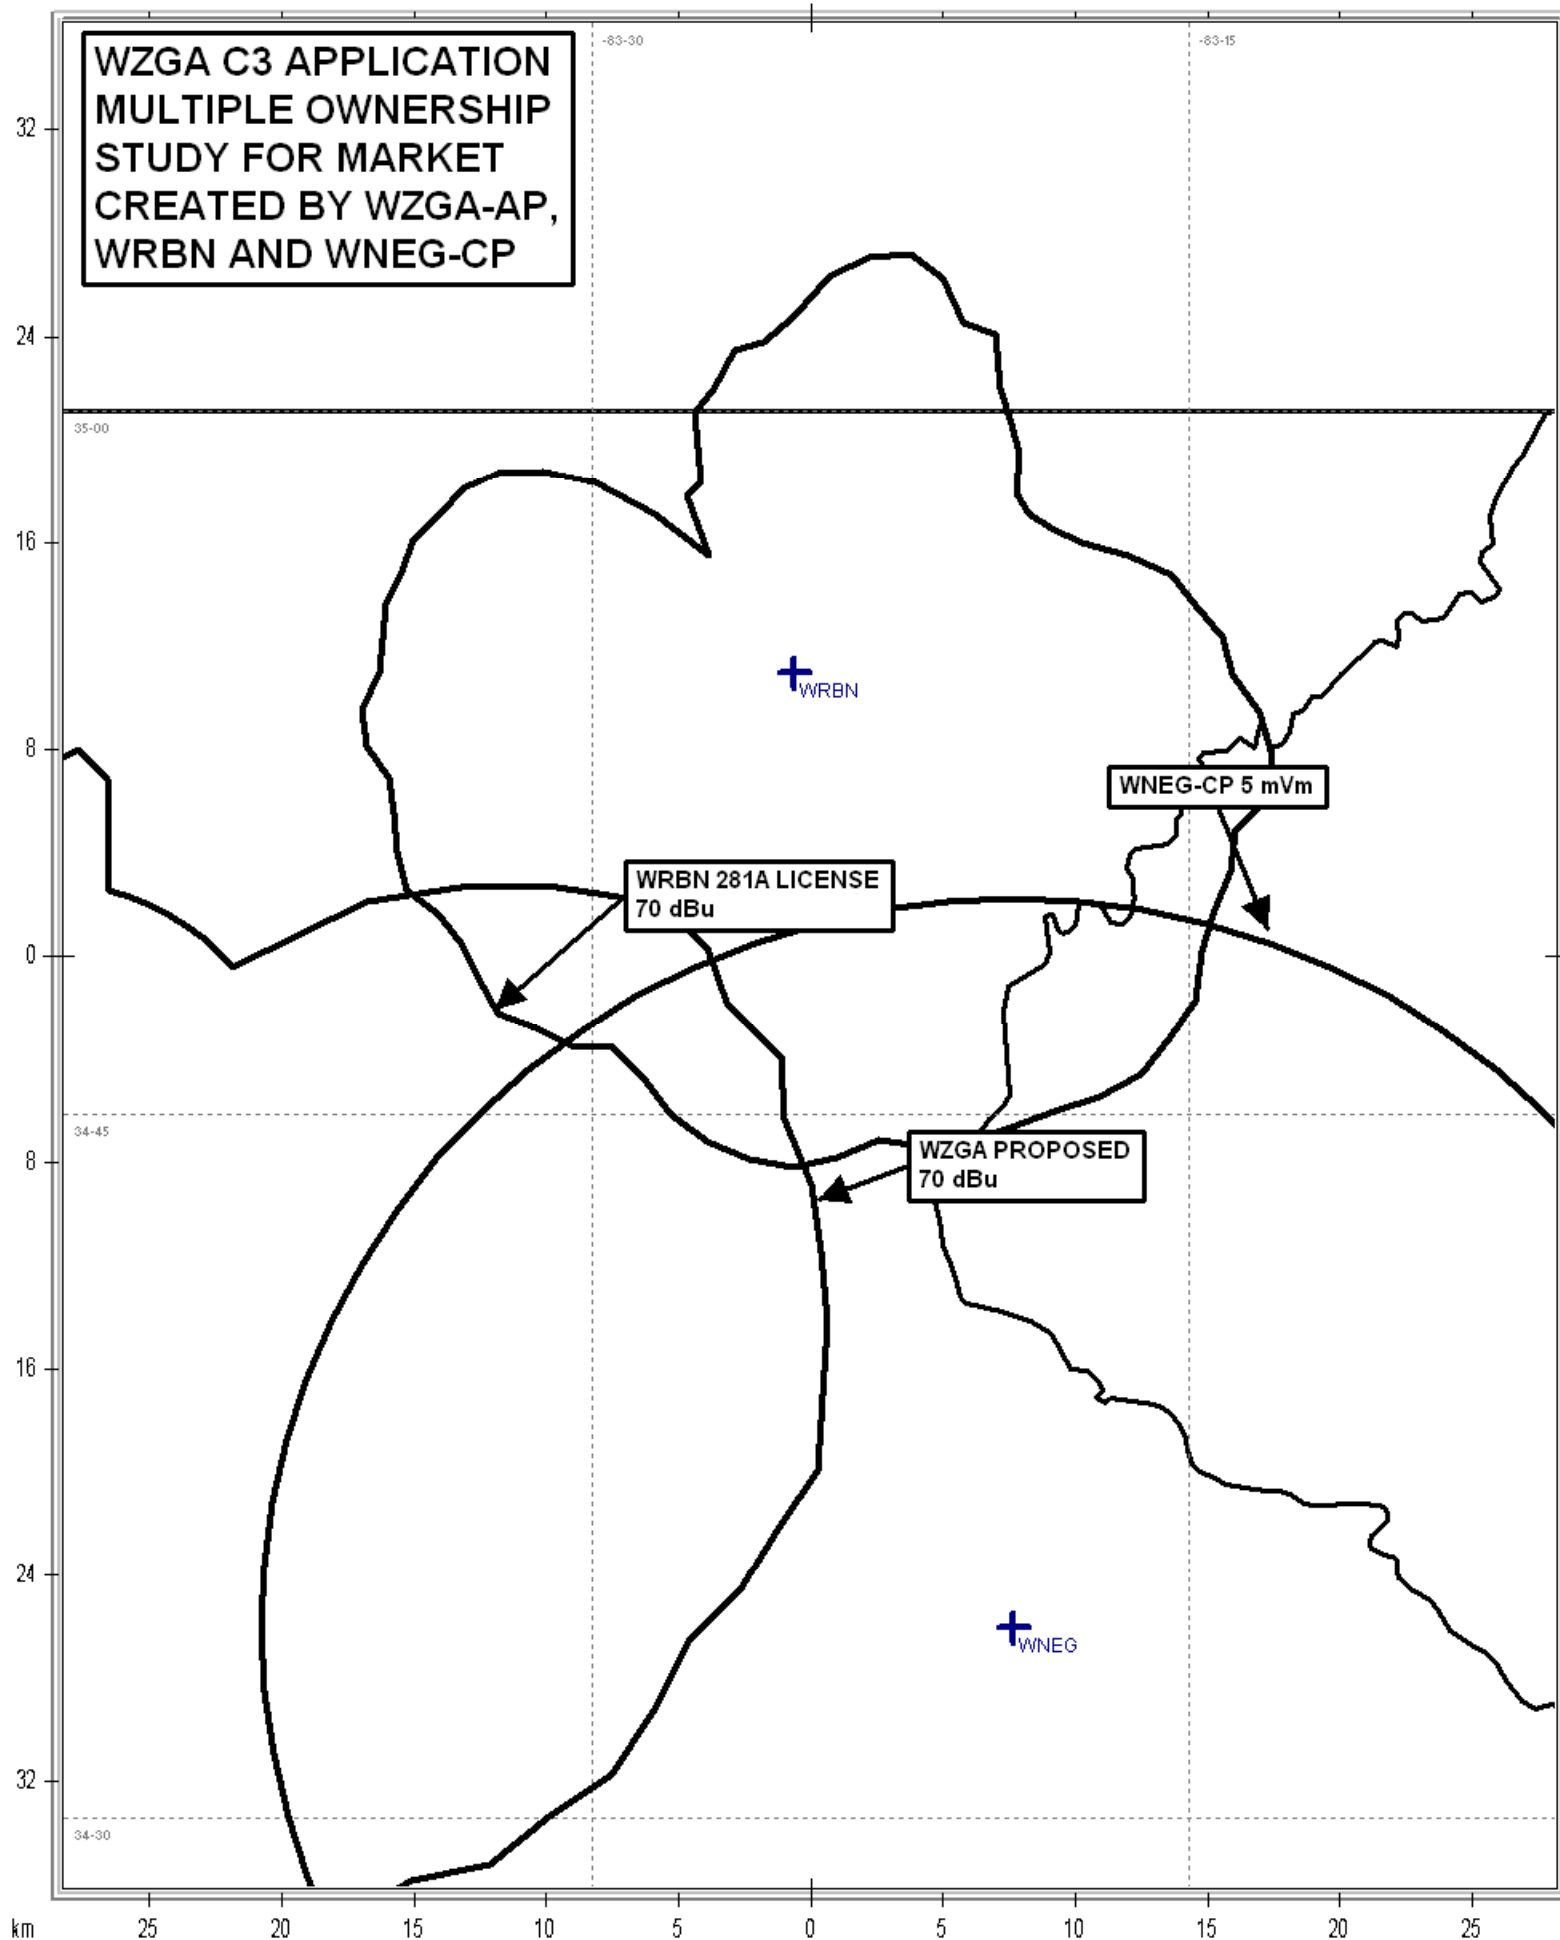 WZGA C3 APPLICATION
MULTIPLE OWNERSHIP
STUDY FOR MARKET
CREATED BY WZGA-AP,
WRBN AND WNEG-CP
-83-30
-83-15
32
24
35-00
16
WRBN
8
WNEG-CP 5 mVm
WRBN 281A LICENSE
70 dBu
0
34-45
WZGA PROPOSED
70 dBu
8
16
24
WNEG
32
34-30
km 25 20 15 10 5 0 5 10 15 20 25